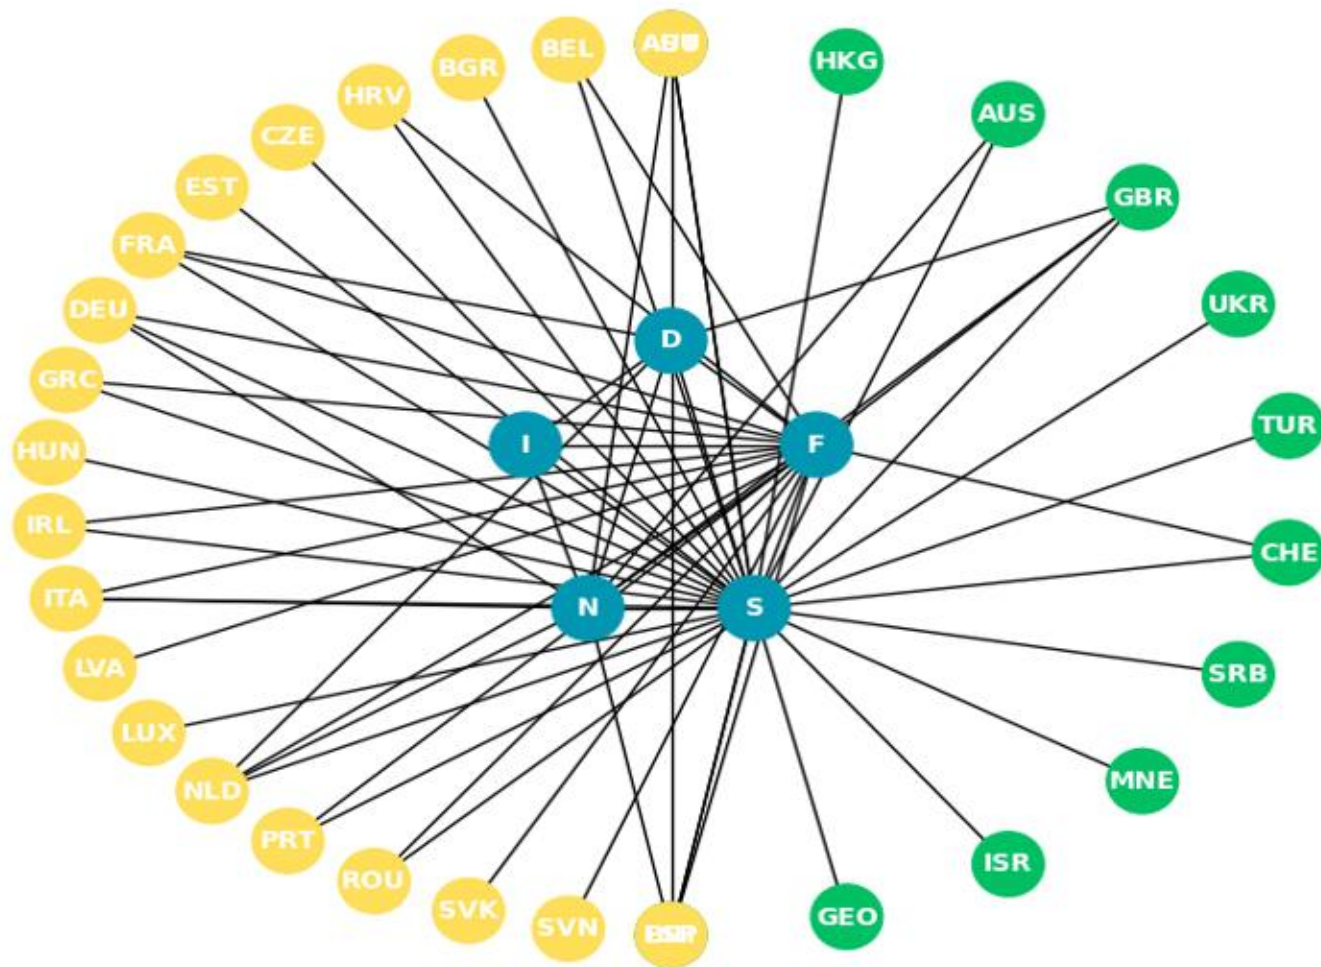 BEL
HKG
BGR
HRV
AUS
CZE
EST
GBR
FRA
DEU
UKR
D
GRC
TUR
I
F
HUN
IRL
CHE
ITA
N
S
LVA
SRB
LUX
NLD
MNE
PRT
ISR
ROU
SVK
GEO
SVN